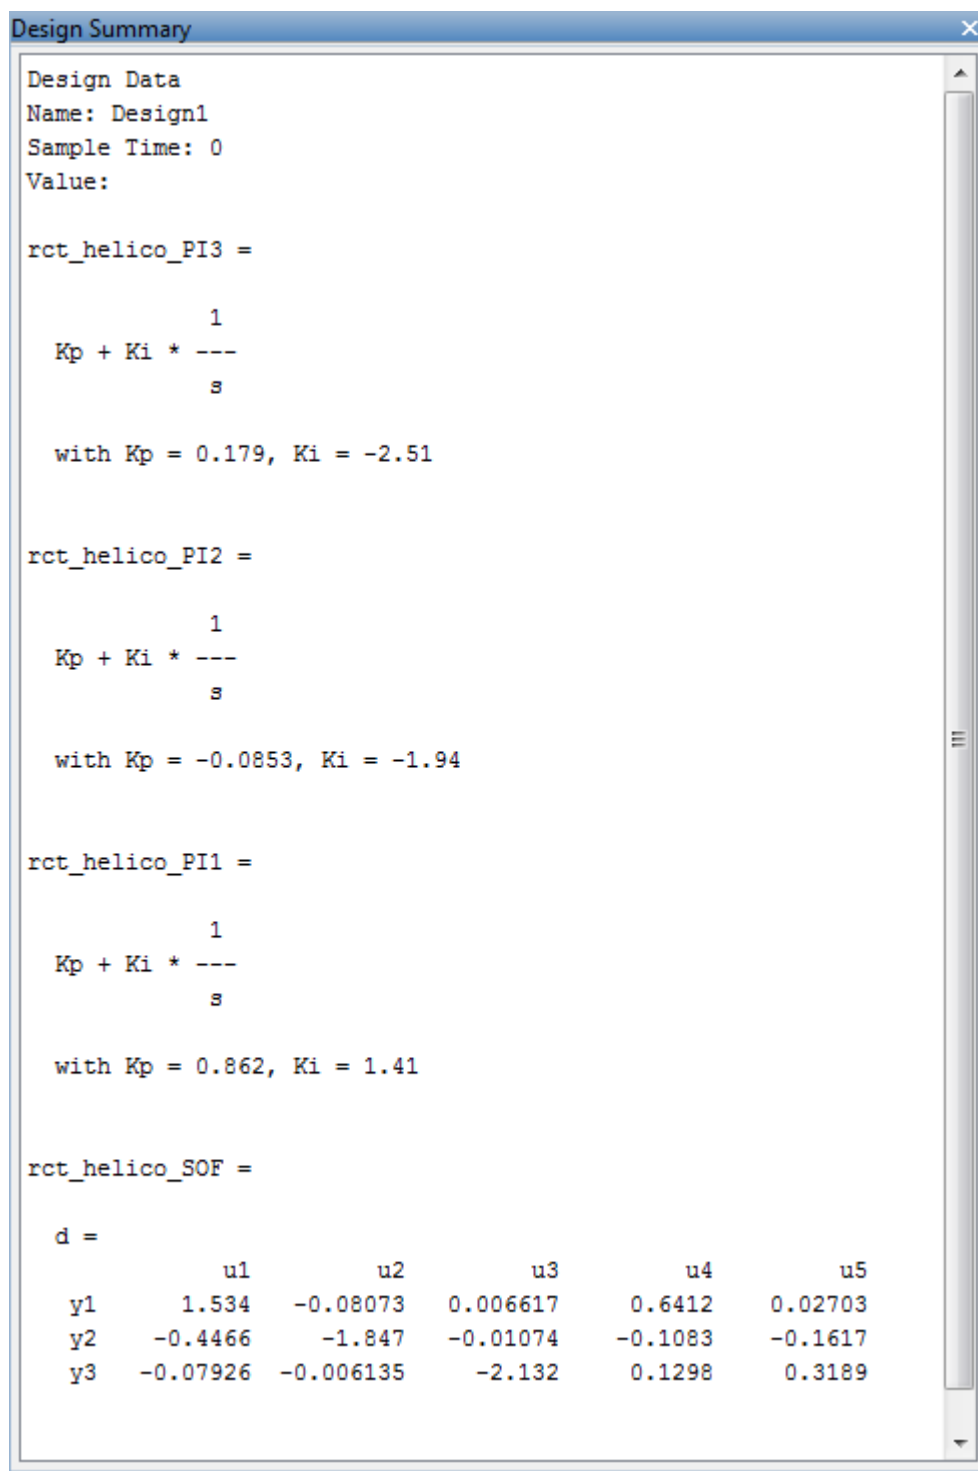 Design Summary
Design Data
Name: Design1
Sample Time: 0
Value:
rct_helico_PI3 =
1
Kp + Ki * ---
s
with Kp = 0.179, Ki = -2.51
rct_helico_PI2 =
1
Kp + Ki * ---
s
with Kp = -0.0853, Ki = -1.94
rct_helico_PI1 =
1
Kp + Ki * ---
s
with Kp = 0.862, Ki = 1.41
rct_helico_SOF =
d =
u1 u2 u3 u4 u5
y1 1.534 -0.08073 0.006617 0.6412 0.02703
y2 -0.4466 -1.847 -0.01074 -0.1083 -0.1617
y3 -0.07926 -0.006135 -2.132 0.1298 0.3189